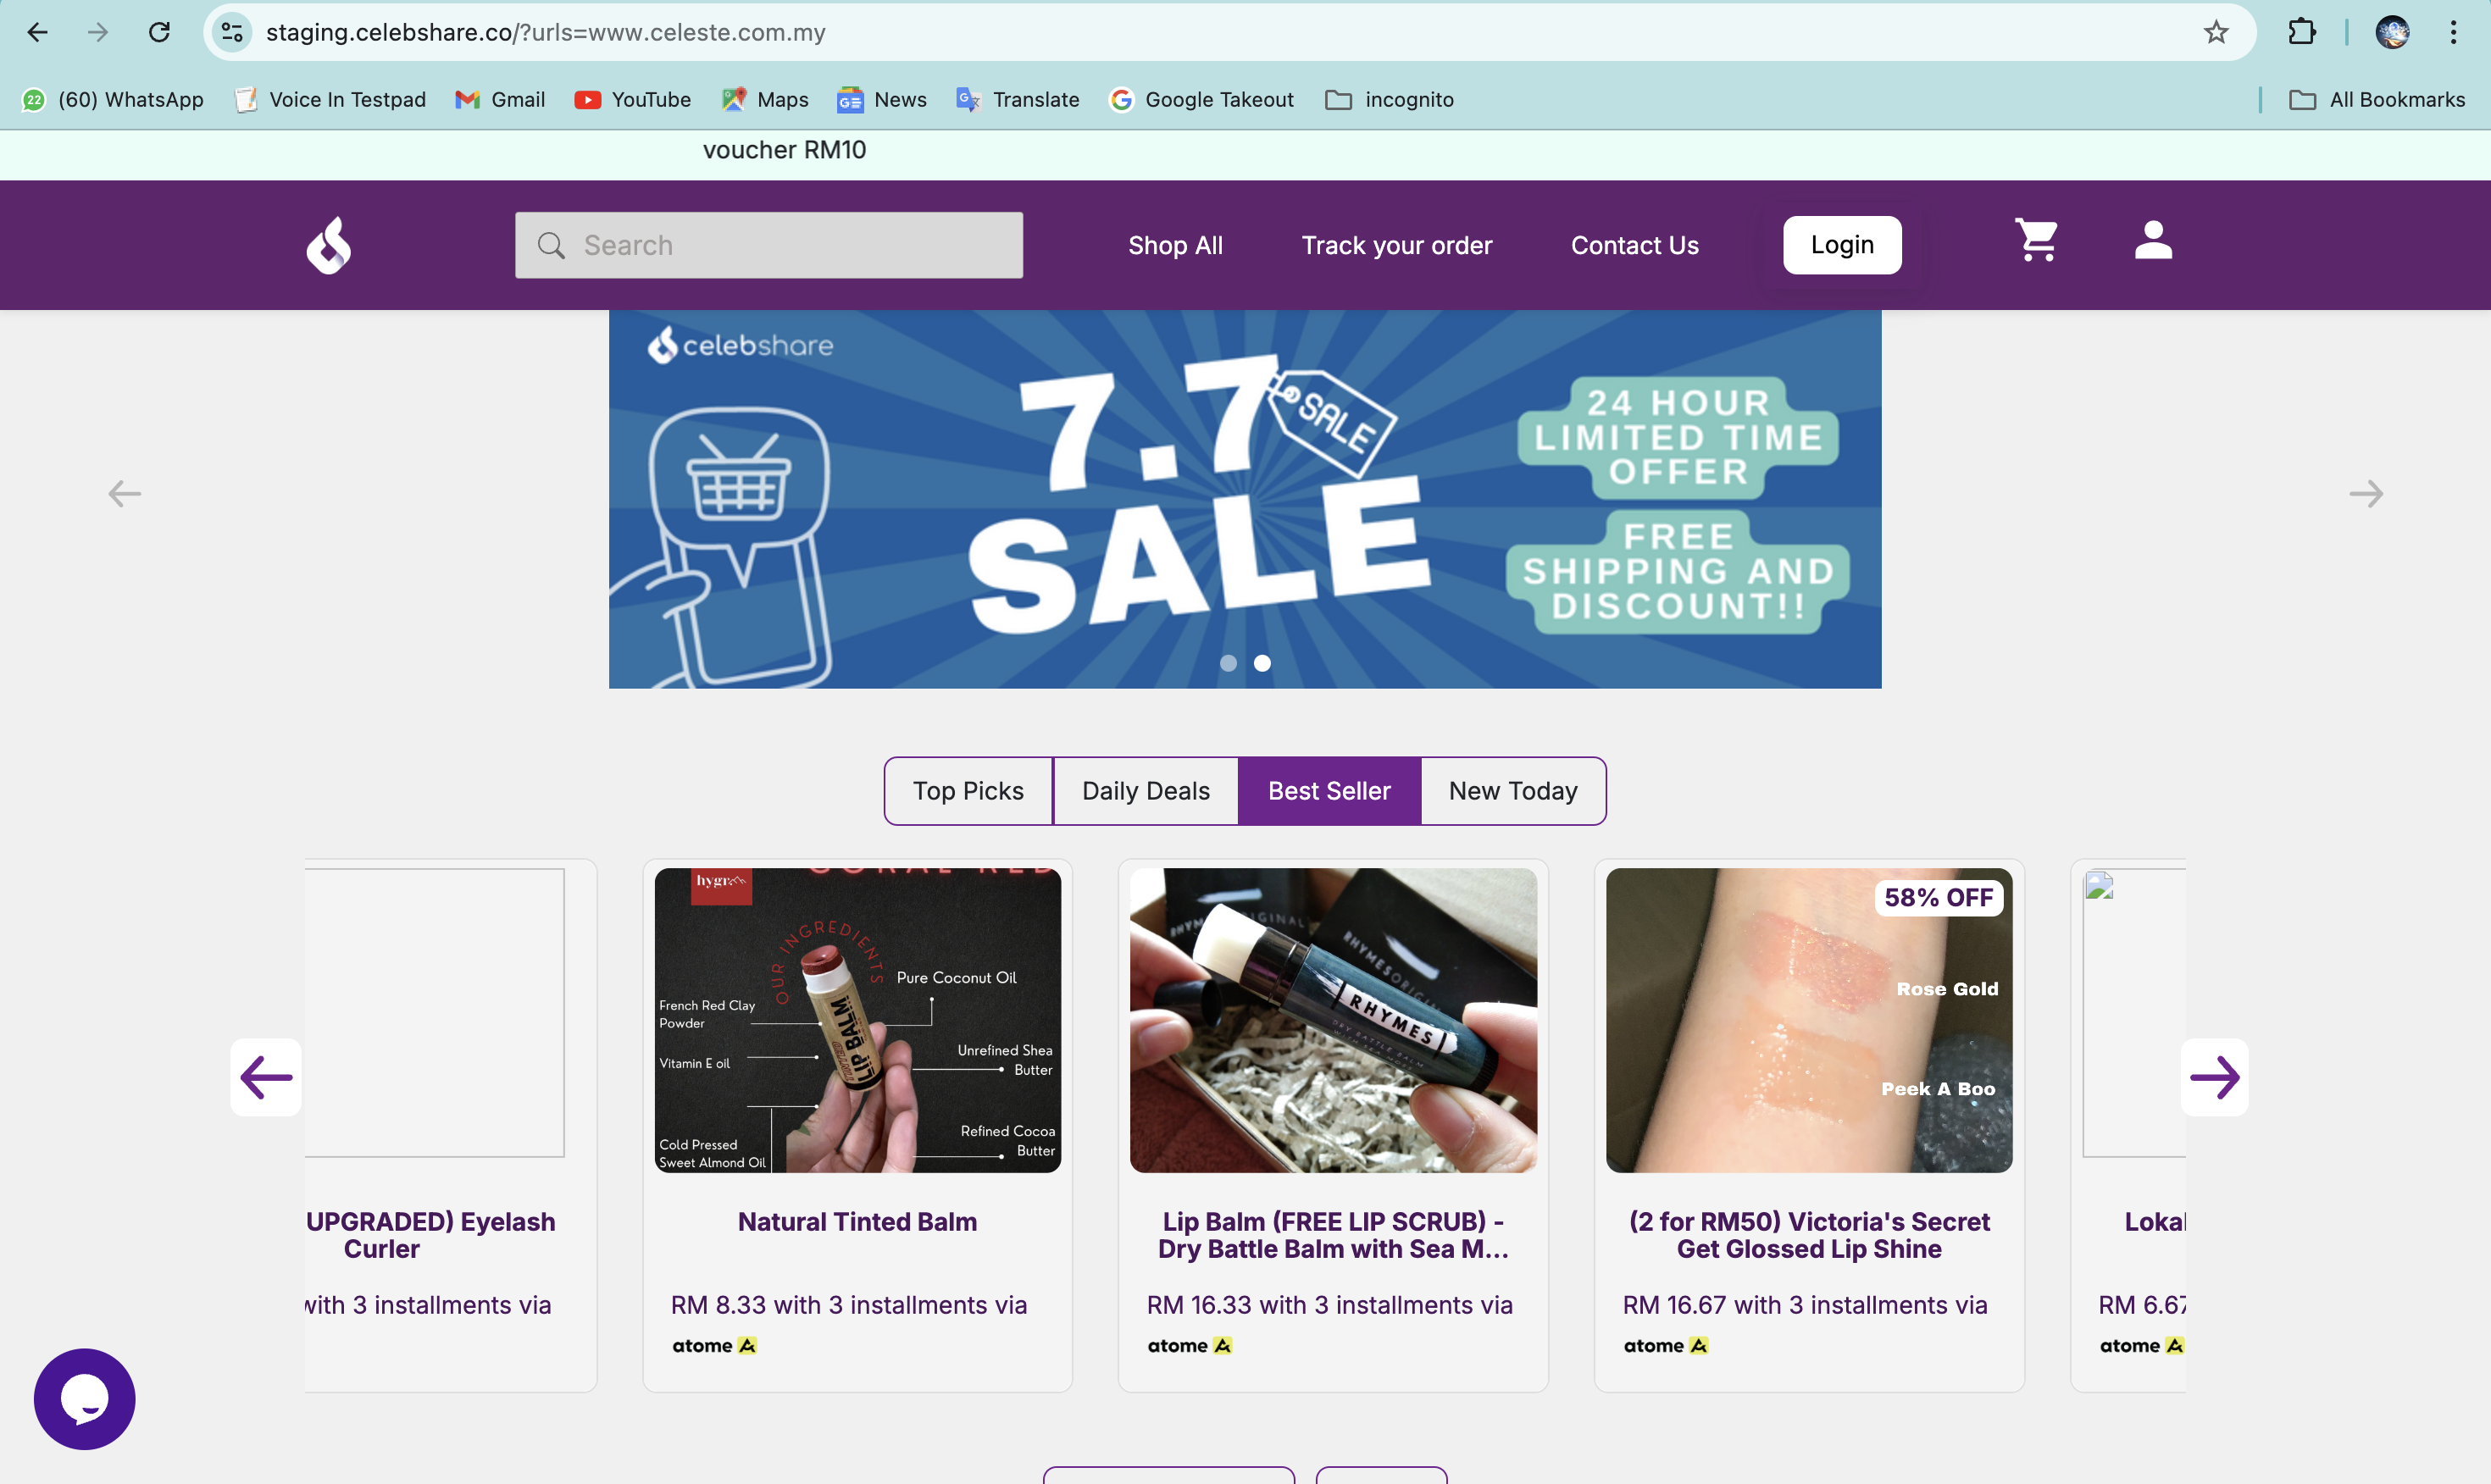 staging.celebshare.co/?urls=www.celeste.com.my
22 (60) WhatsApp Voice In Testpad Gmail YouTube Maps News Translate Google Takeout incognito All Bookmarks
voucher RM10
Search Shop All Track your order Contact Us Login
celebshare
7.7
SALE
SALE
24 HOUR
LIMITED TIME
OFFER
FREE
SHIPPING AND
DISCOUNT!!
Top Picks Daily Deals Best Seller New Today
UPGRADED) Eyelash
Curler
with 3 installments via
CORAL RED
OUR INGREDIENTS
Pure Coconut Oil
French Red Clay
Powder
Vitamin E oil
Unrefined Shea
Butter
Refined Cocoa
Butter
Cold Pressed
Sweet Almond Oil
LIP BALM
Natural Tinted Balm
RM 8.33 with 3 installments via
atome
RHYMES
DRY BATTLE BALM
Lip Balm (FREE LIP SCRUB) -
Dry Battle Balm with Sea M...
RM 16.33 with 3 installments via
atome
58% OFF
Rose Gold
Peek A Boo
(2 for RM50) Victoria's Secret
Get Glossed Lip Shine
RM 16.67 with 3 installments via
atome
Loka
RM 6.67
atome